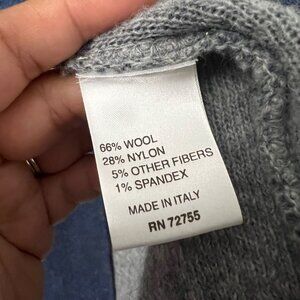 66% WOOL
28% NYLON
5% OTHER FIBERS
1% SPANDEX
MADE IN ITALY
RN 72755